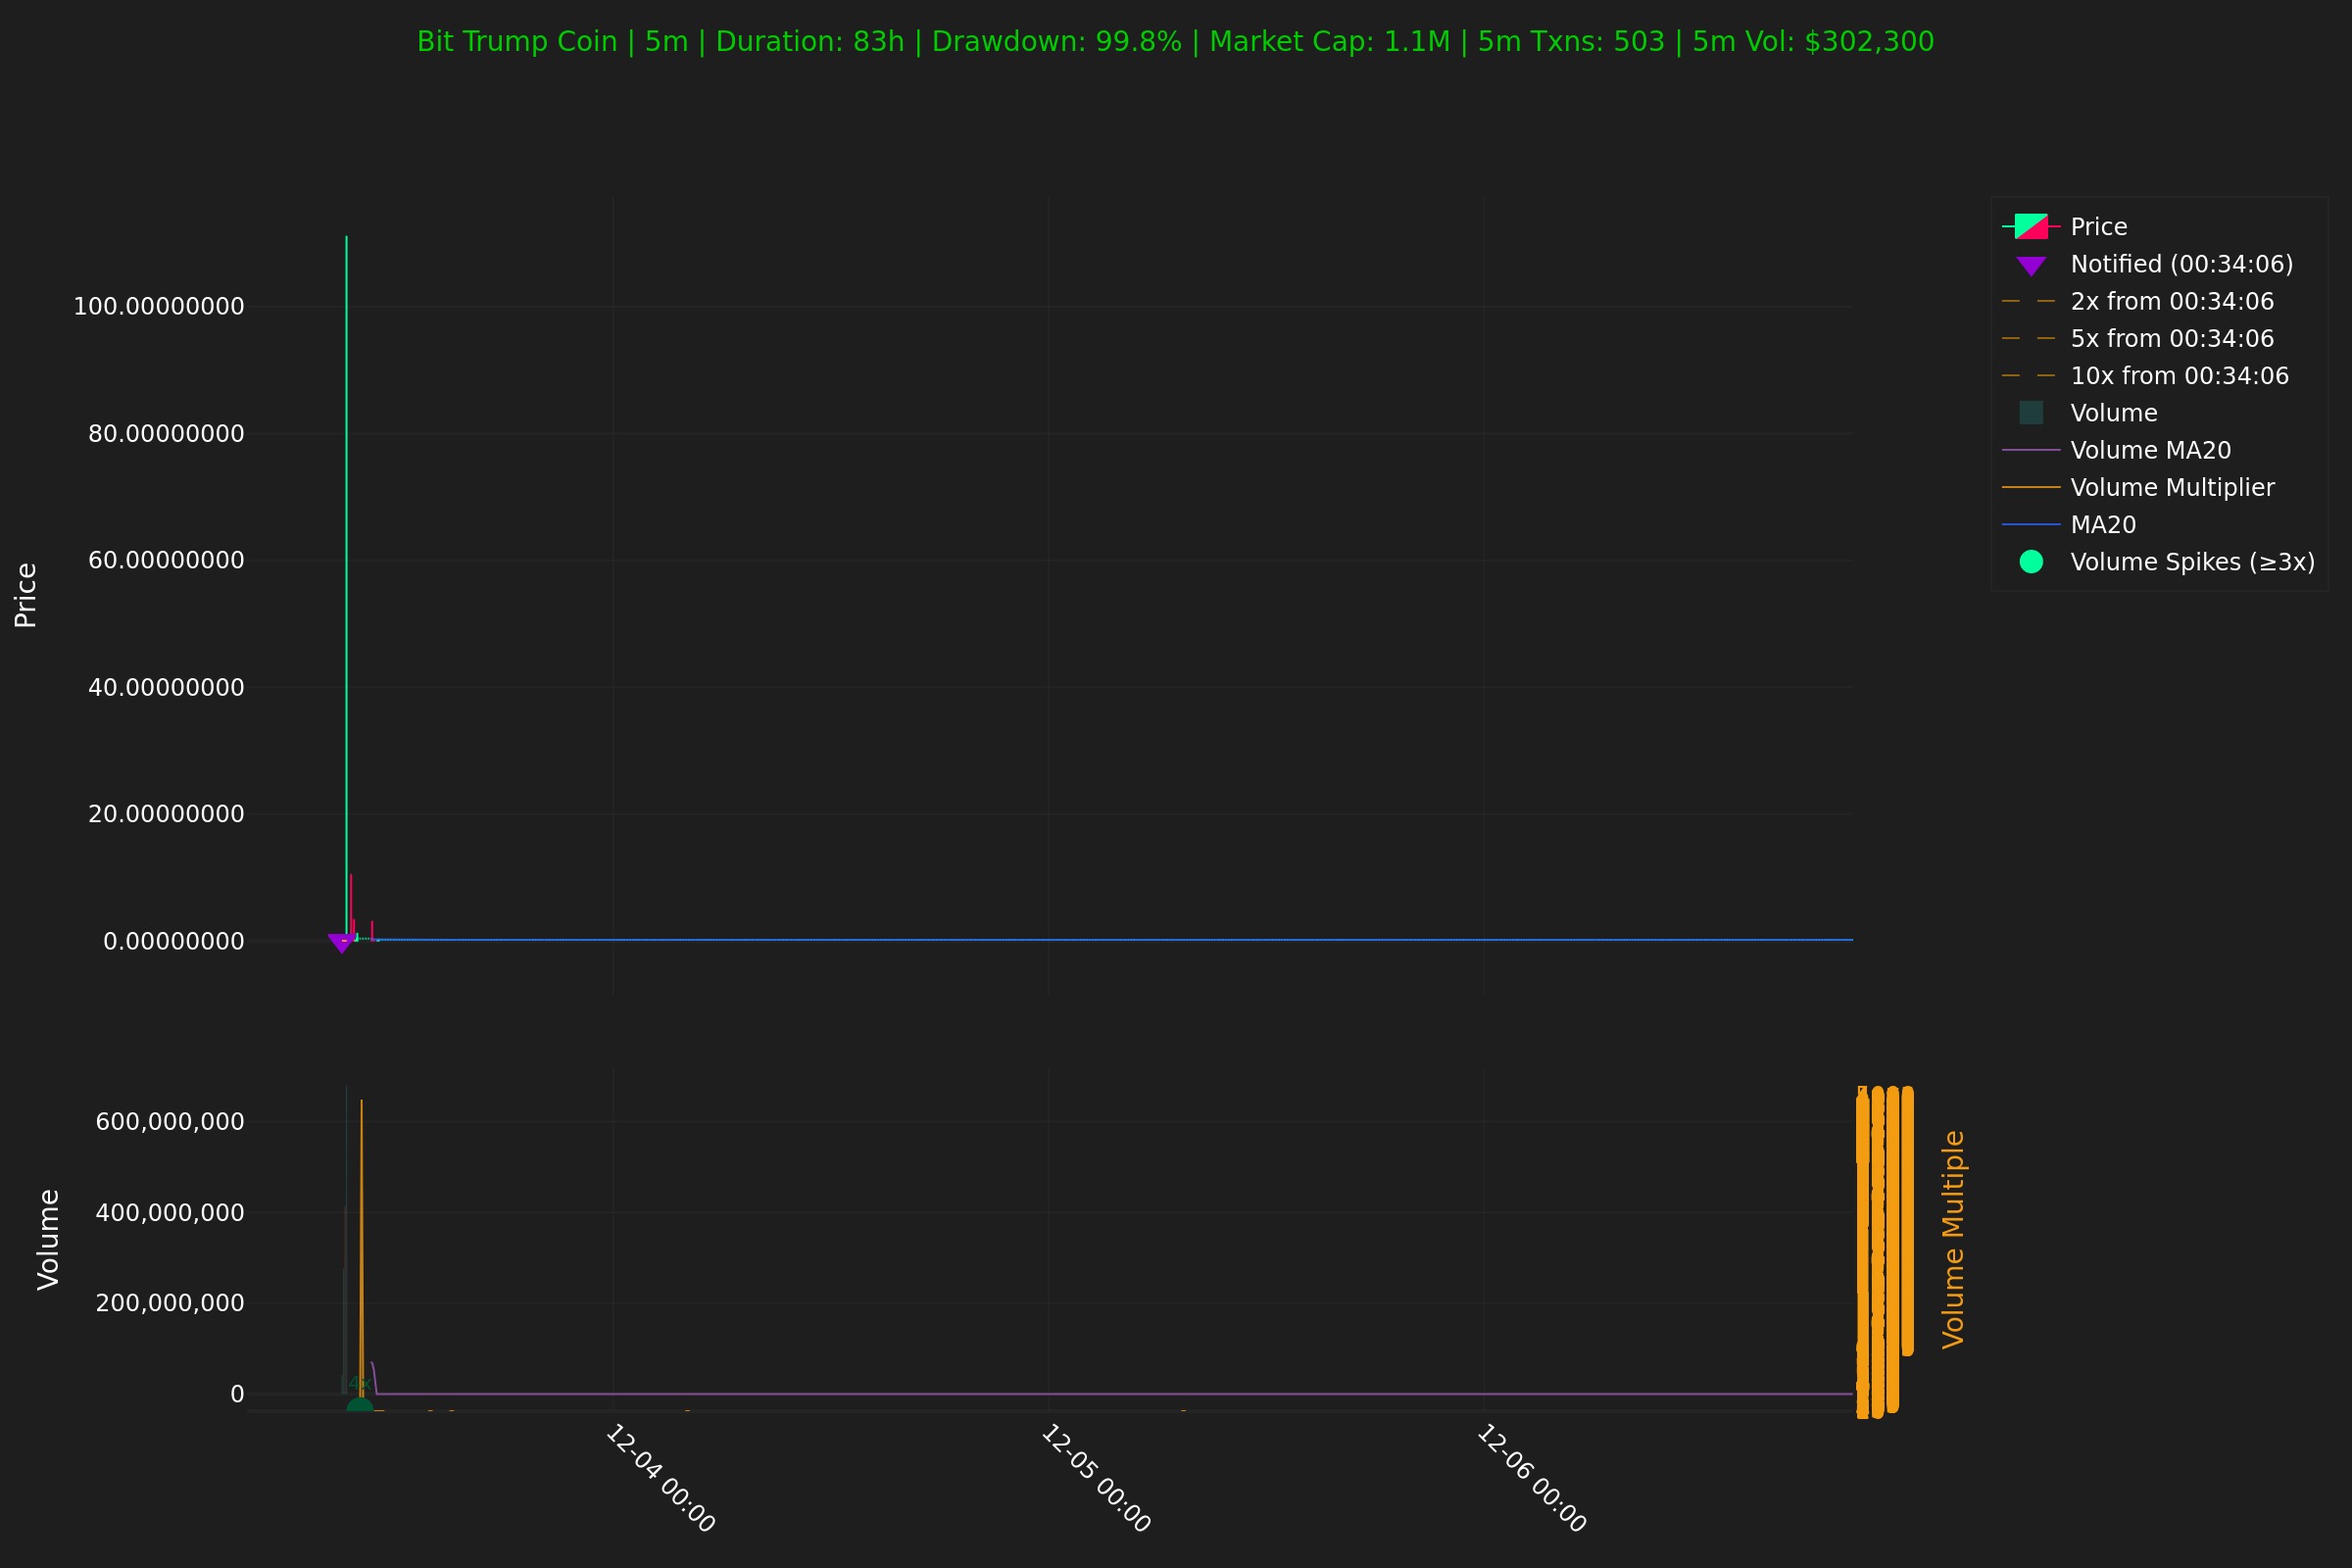 Bit Trump Coin | 5m | Duration: 83h | Drawdown: 99.8% | Market Cap: 1.1M | 5m Txns: 503 | 5m Vol: $302,300
Price
100.00000000
80.00000000
60.00000000
40.00000000
20.00000000
0.00000000
Price
Notified (00:34:06)
2x from 00:34:06
5x from 00:34:06
10x from 00:34:06
Volume
Volume MA20
Volume Multiplier
MA20
Volume Spikes (≥3x)
Volume
600,000,000
400,000,000
200,000,000
0
4x
Volume Multiple
12-04 00:00
12-05 00:00
12-06 00:00